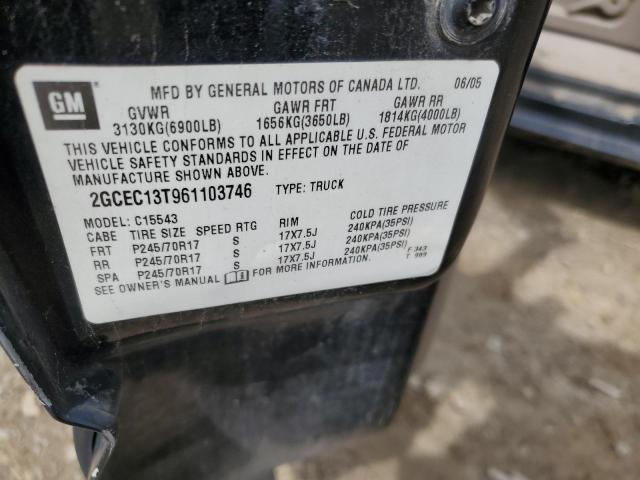 GM
MFD BY GENERAL MOTORS OF CANADA LTD. 06/05
GVWR GAWR FRT GAWR RR
3130KG(6900LB) 1656KG(3650LB) 1814KG(4000LB)
THIS VEHICLE CONFORMS TO ALL APPLICABLE U.S. FEDERAL MOTOR
VEHICLE SAFETY STANDARDS IN EFFECT ON THE DATE OF
MANUFACTURE SHOWN ABOVE.
2GCEC13T961103746 TYPE: TRUCK
MODEL: C15543
CABE TIRE SIZE SPEED RTG RIM COLD TIRE PRESSURE
FRT P245/70R17 S 17X7.5J 240KPA(35PSI)
RR P245/70R17 S 17X7.5J 240KPA(35PSI)
SPA P245/70R17 S 17X7.5J 240KPA(35PSI)
SEE OWNER'S MANUAL FOR MORE INFORMATION.
F 343
T 989